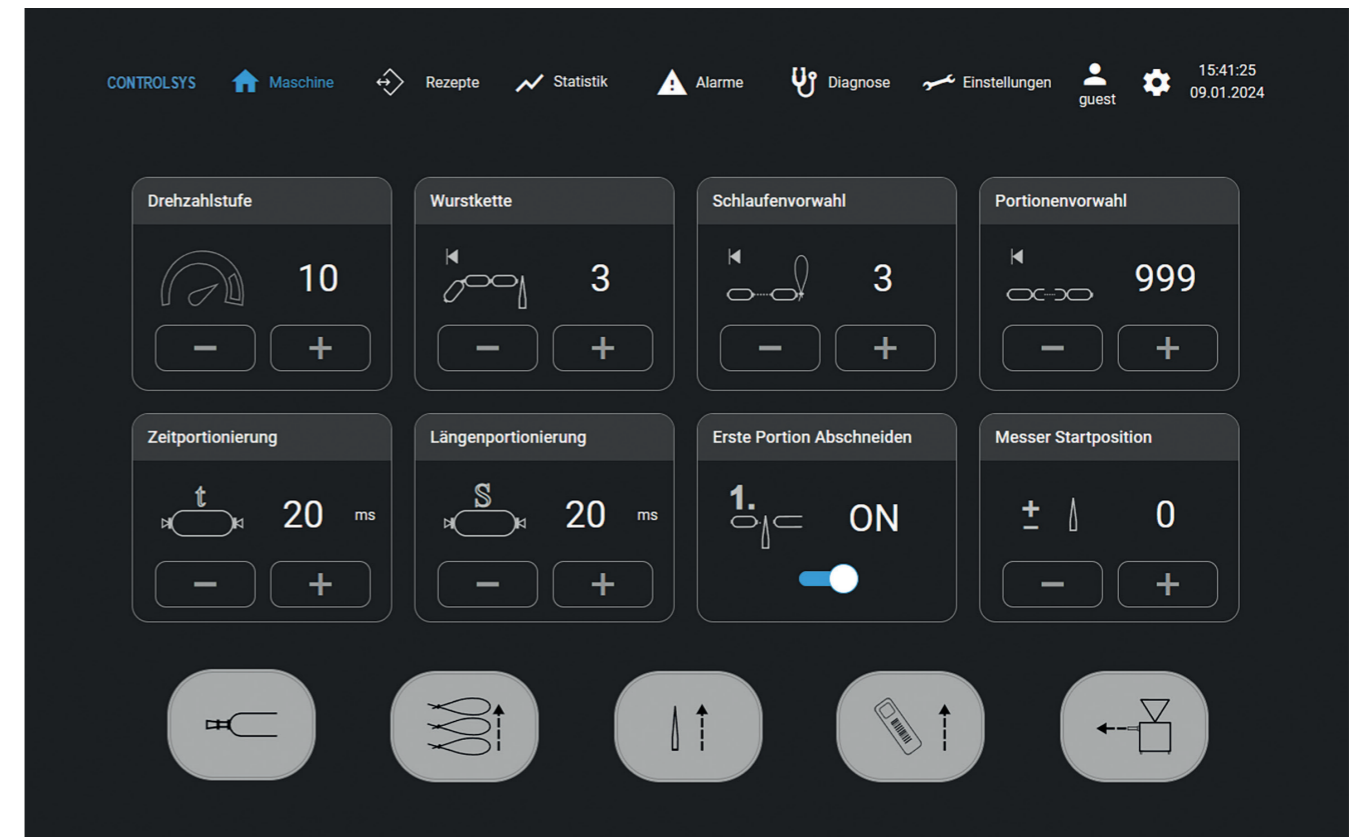 CONTROLSYS Maschine Rezepte Statistik Alarme Diagnose Einstellungen guest 15:41:25
09.01.2024
Drehzahlstufe Wurstkette Schlaufenvorwahl Portionenvorwahl
10 3 3 999
− + − + − + − +
Zeitportionierung Längenportionierung Erste Portion Abschneiden Messer Startposition
t 20 ms S 20 ms 1. ON ± 0
− + − + − +